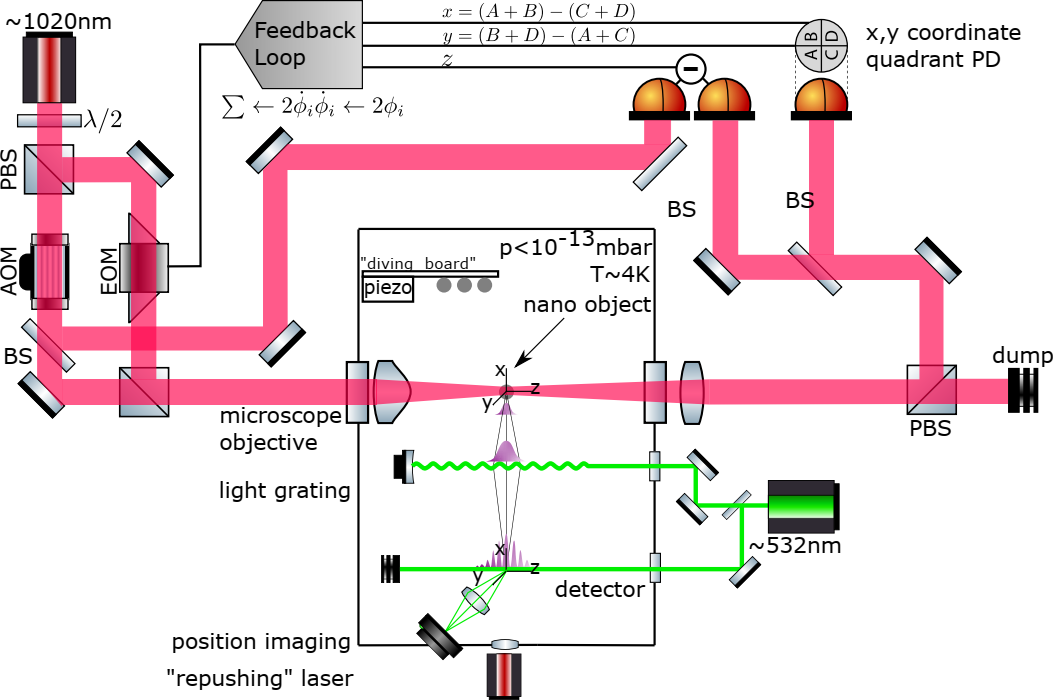 ~1020nm
Feedback
Loop
x = (A + B) − (C + D)
y = (B + D) − (A + C)
z
B D
A C
x,y coordinate
quadrant PD
−
λ/2
∑ ← 2ϕ̇ᵢϕ̇ᵢ ← 2ϕᵢ
PBS
BS
BS
AOM
EOM
p<10⁻¹³mbar
T~4K
nano object
"diving board"
piezo
BS
x
z
y
dump
PBS
microscope
objective
light grating
~532nm
x
z
y
detector
position imaging
"repushing" laser